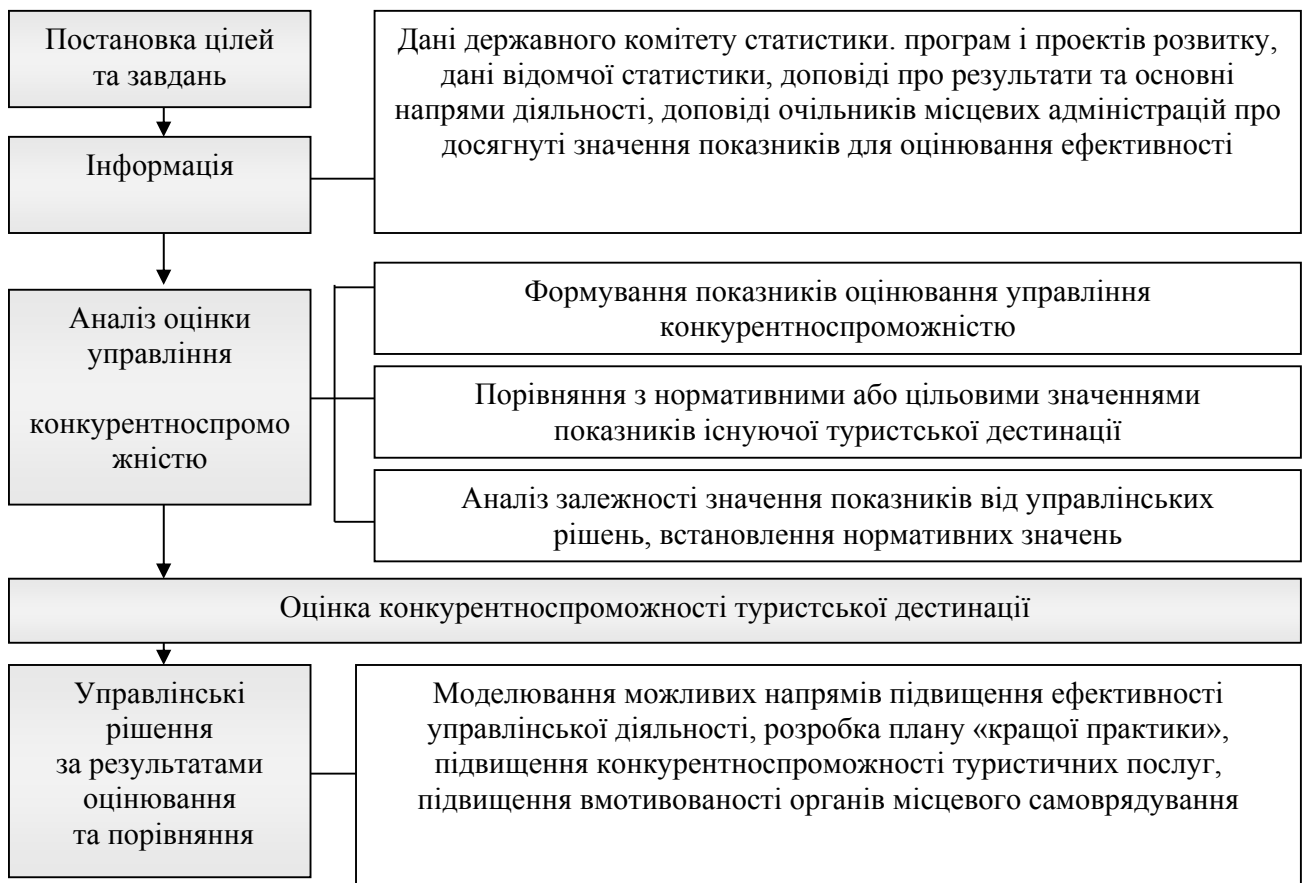 Постановка цілей
та завдань
Дані державного комітету статистики. програм і проектів розвитку,
дані відомчої статистики, доповіді про результати та основні
напрями діяльності, доповіді очільників місцевих адміністрацій про
досягнуті значення показників для оцінювання ефективності
Інформація
Аналіз оцінки
управління
конкурентноспромо
жністю
Формування показників оцінювання управління
конкурентноспроможністю
Порівняння з нормативними або цільовими значеннями
показників існуючої туристської дестинації
Аналіз залежності значення показників від управлінських
рішень, встановлення нормативних значень
Оцінка конкурентноспроможності туристської дестинації
Управлінські
рішення
за результатами
оцінювання
та порівняння
Моделювання можливих напрямів підвищення ефективності
управлінської діяльності, розробка плану «кращої практики»,
підвищення конкурентноспроможності туристичних послуг,
підвищення вмотивованості органів місцевого самоврядування